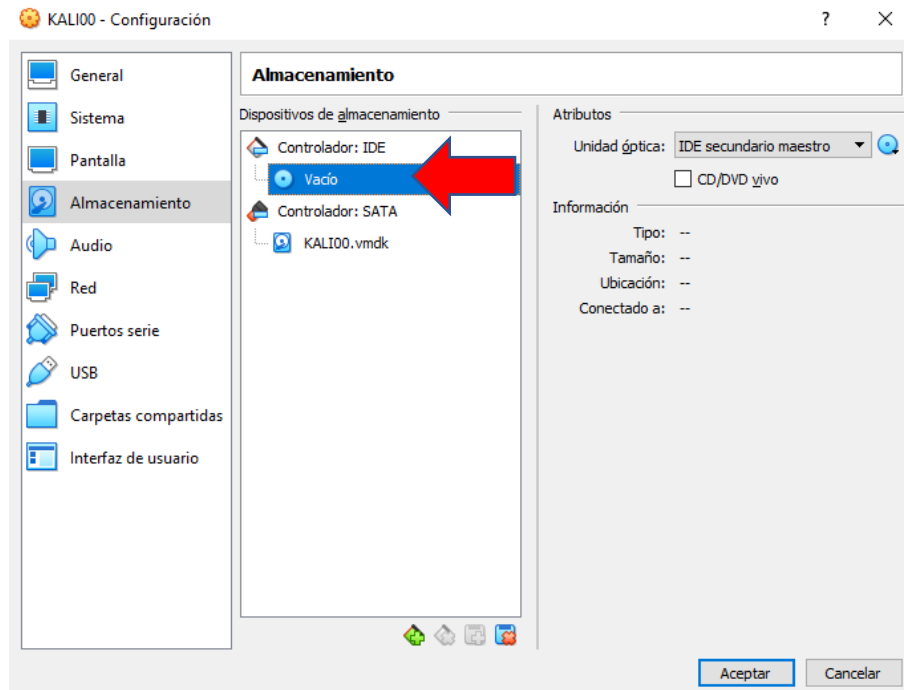 KALI00 - Configuración
?
General
Sistema
Pantalla
Almacenamiento
Audio
Red
Puertos serie
USB
Carpetas compartidas
Interfaz de usuario
Almacenamiento
Dispositivos de almacenamiento
Controlador: IDE
Vacío
Controlador: SATA
KALI00.vmdk
Atributos
Unidad óptica: IDE secundario maestro
CD/DVD vivo
Información
Tipo: --
Tamaño: --
Ubicación: --
Conectado a: --
Aceptar Cancelar